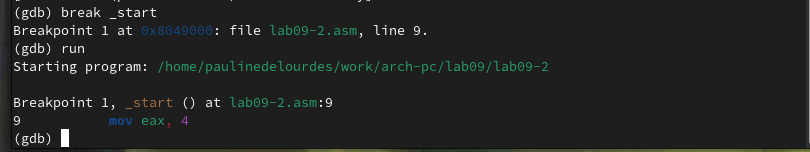 (gdb) break _start
Breakpoint 1 at 0x8049000: file lab09-2.asm, line 9.
(gdb) run
Starting program: /home/paulinedelourdes/work/arch-pc/lab09/lab09-2

Breakpoint 1, _start () at lab09-2.asm:9
9           mov eax, 4
(gdb)